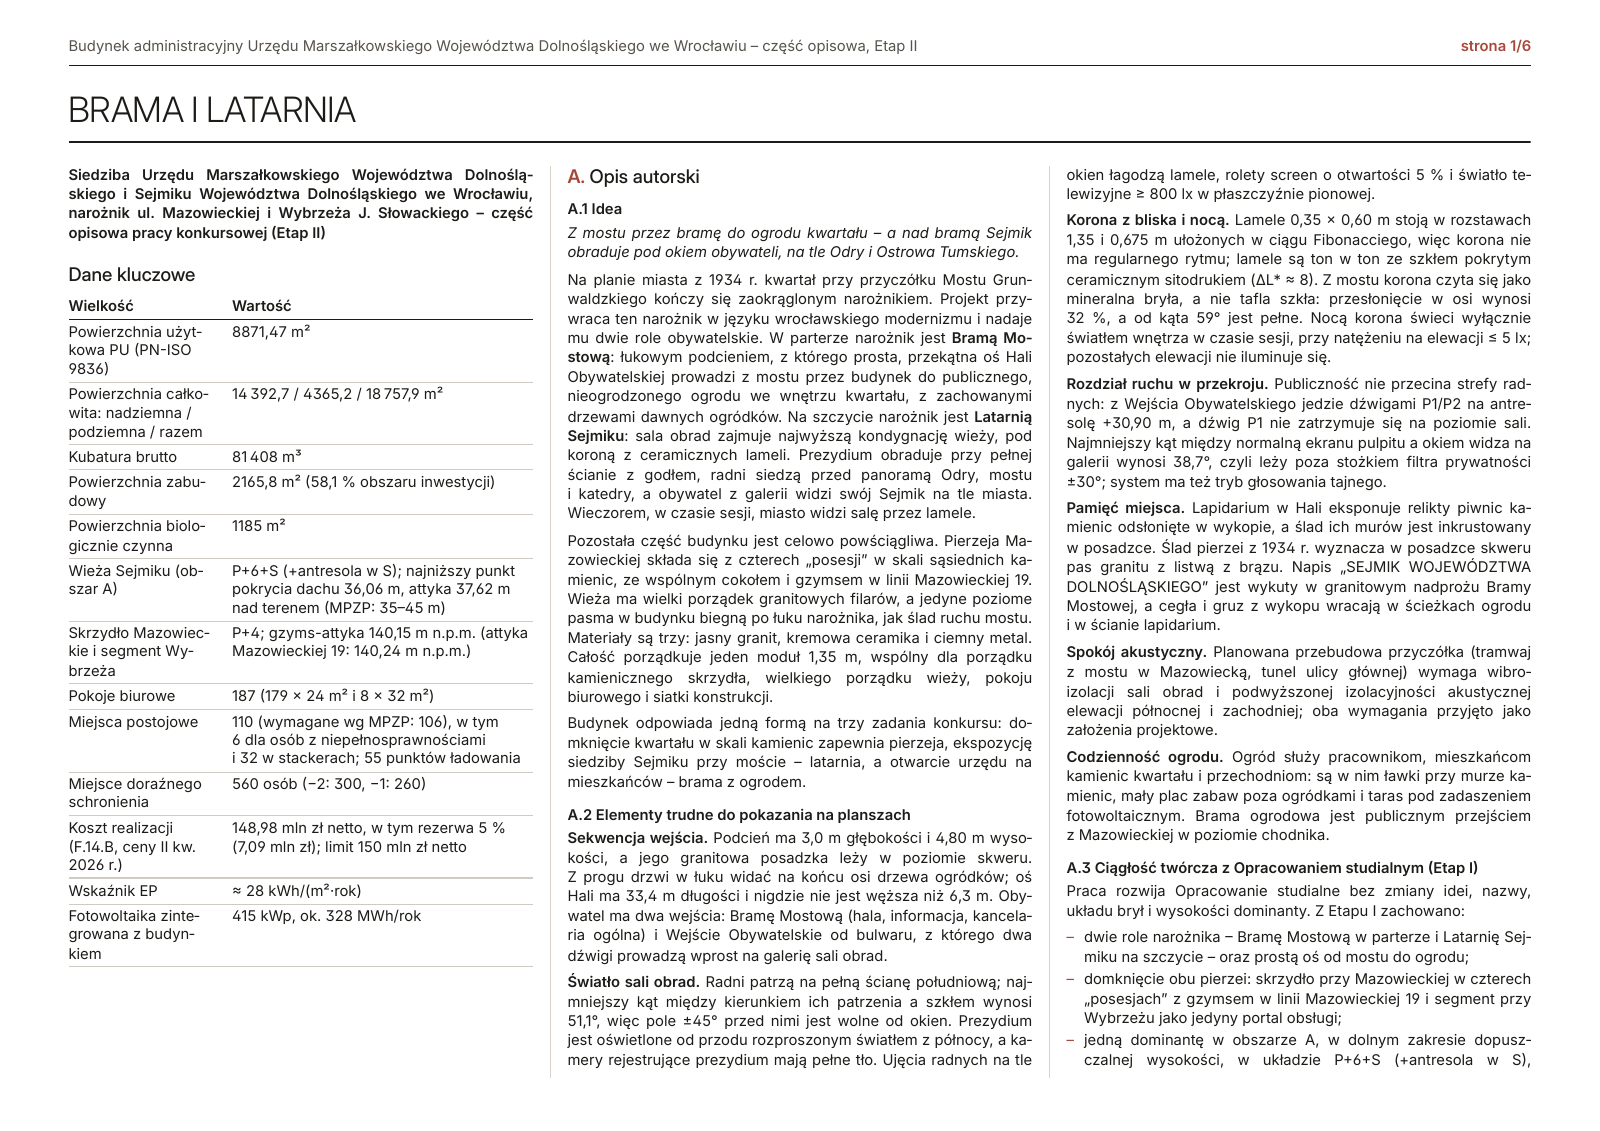 Budynek administracyjny Urzędu Marszałkowskiego Województwa Dolnośląskiego we Wrocławiu – część opisowa, Etap II
strona 1/6
BRAMA I LATARNIA
Siedziba Urzędu Marszałkowskiego Województwa Dolnoślą-
skiego i Sejmiku Województwa Dolnośląskiego we Wrocławiu,
narożnik ul. Mazowieckiej i Wybrzeża J. Słowackiego – część
opisowa pracy konkursowej (Etap II)
Dane kluczowe
Wielkość Wartość
Powierzchnia użyt- 8871,47 m²
kowa PU (PN-ISO
9836)
Powierzchnia całko- 14 392,7 / 4365,2 / 18 757,9 m²
wita: nadziemna /
podziemna / razem
Kubatura brutto 81 408 m³
Powierzchnia zabu- 2165,8 m² (58,1 % obszaru inwestycji)
dowy
Powierzchnia biolo- 1185 m²
gicznie czynna
Wieża Sejmiku (ob- P+6+S (+antresola w S); najniższy punkt
szar A) pokrycia dachu 36,06 m, attyka 37,62 m
nad terenem (MPZP: 35–45 m)
Skrzydło Mazowiec- P+4; gzyms-attyka 140,15 m n.p.m. (attyka
kie i segment Wy- Mazowieckiej 19: 140,24 m n.p.m.)
brzeża
Pokoje biurowe 187 (179 × 24 m² i 8 × 32 m²)
Miejsca postojowe 110 (wymagane wg MPZP: 106), w tym
6 dla osób z niepełnosprawnościami
i 32 w stackerach; 55 punktów ładowania
Miejsce doraźnego 560 osób (−2: 300, −1: 260)
schronienia
Koszt realizacji 148,98 mln zł netto, w tym rezerwa 5 %
(F.14.B, ceny II kw. (7,09 mln zł); limit 150 mln zł netto
2026 r.)
Wskaźnik EP ≈ 28 kWh/(m²·rok)
Fotowoltaika zinte- 415 kWp, ok. 328 MWh/rok
growana z budyn-
kiem
A. Opis autorski
A.1 Idea
Z mostu przez bramę do ogrodu kwartału – a nad bramą Sejmik
obraduje pod okiem obywateli, na tle Odry i Ostrowa Tumskiego.
Na planie miasta z 1934 r. kwartał przy przyczółku Mostu Grun-
waldzkiego kończy się zaokrąglonym narożnikiem. Projekt przy-
wraca ten narożnik w języku wrocławskiego modernizmu i nadaje
mu dwie role obywatelskie. W parterze narożnik jest Bramą Mo-
stową: łukowym podcieniem, z którego prosta, przekątna oś Hali
Obywatelskiej prowadzi z mostu przez budynek do publicznego,
nieogrodzonego ogrodu we wnętrzu kwartału, z zachowanymi
drzewami dawnych ogródków. Na szczycie narożnik jest Latarnią
Sejmiku: sala obrad zajmuje najwyższą kondygnację wieży, pod
koroną z ceramicznych lameli. Prezydium obraduje przy pełnej
ścianie z godłem, radni siedzą przed panoramą Odry, mostu
i katedry, a obywatel z galerii widzi swój Sejmik na tle miasta.
Wieczorem, w czasie sesji, miasto widzi salę przez lamele.
Pozostała część budynku jest celowo powściągliwa. Pierzeja Ma-
zowieckiej składa się z czterech „posesji” w skali sąsiednich ka-
mienic, ze wspólnym cokołem i gzymsem w linii Mazowieckiej 19.
Wieża ma wielki porządek granitowych filarów, a jedyne poziome
pasma w budynku biegną po łuku narożnika, jak ślad ruchu mostu.
Materiały są trzy: jasny granit, kremowa ceramika i ciemny metal.
Całość porządkuje jeden moduł 1,35 m, wspólny dla porządku
kamienicznego skrzydła, wielkiego porządku wieży, pokoju
biurowego i siatki konstrukcji.
Budynek odpowiada jedną formą na trzy zadania konkursu: do-
mknięcie kwartału w skali kamienic zapewnia pierzeja, ekspozycję
siedziby Sejmiku przy moście – latarnia, a otwarcie urzędu na
mieszkańców – brama z ogrodem.
A.2 Elementy trudne do pokazania na planszach
Sekwencja wejścia. Podcień ma 3,0 m głębokości i 4,80 m wyso-
kości, a jego granitowa posadzka leży w poziomie skweru.
Z progu drzwi w łuku widać na końcu osi drzewa ogródków; oś
Hali ma 33,4 m długości i nigdzie nie jest węższa niż 6,3 m. Oby-
watel ma dwa wejścia: Bramę Mostową (hala, informacja, kancela-
ria ogólna) i Wejście Obywatelskie od bulwaru, z którego dwa
dźwigi prowadzą wprost na galerię sali obrad.
Światło sali obrad. Radni patrzą na pełną ścianę południową; naj-
mniejszy kąt między kierunkiem ich patrzenia a szkłem wynosi
51,1°, więc pole ±45° przed nimi jest wolne od okien. Prezydium
jest oświetlone od przodu rozproszonym światłem z północy, a ka-
mery rejestrujące prezydium mają pełne tło. Ujęcia radnych na tle
okien łagodzą lamele, rolety screen o otwartości 5 % i światło te-
lewizyjne ≥ 800 lx w płaszczyźnie pionowej.
Korona z bliska i nocą. Lamele 0,35 × 0,60 m stoją w rozstawach
1,35 i 0,675 m ułożonych w ciągu Fibonacciego, więc korona nie
ma regularnego rytmu; lamele są ton w ton ze szkłem pokrytym
ceramicznym sitodrukiem (ΔL* ≈ 8). Z mostu korona czyta się jako
mineralna bryła, a nie tafla szkła: przesłonięcie w osi wynosi
32 %, a od kąta 59° jest pełne. Nocą korona świeci wyłącznie
światłem wnętrza w czasie sesji, przy natężeniu na elewacji ≤ 5 lx;
pozostałych elewacji nie iluminuje się.
Rozdział ruchu w przekroju. Publiczność nie przecina strefy rad-
nych: z Wejścia Obywatelskiego jedzie dźwigami P1/P2 na antre-
solę +30,90 m, a dźwig P1 nie zatrzymuje się na poziomie sali.
Najmniejszy kąt między normalną ekranu pulpitu a okiem widza na
galerii wynosi 38,7°, czyli leży poza stożkiem filtra prywatności
±30°; system ma też tryb głosowania tajnego.
Pamięć miejsca. Lapidarium w Hali eksponuje relikty piwnic ka-
mienic odsłonięte w wykopie, a ślad ich murów jest inkrustowany
w posadzce. Ślad pierzei z 1934 r. wyznacza w posadzce skweru
pas granitu z listwą z brązu. Napis „SEJMIK WOJEWÓDZTWA
DOLNOŚLĄSKIEGO” jest wykuty w granitowym nadprożu Bramy
Mostowej, a cegła i gruz z wykopu wracają w ścieżkach ogrodu
i w ścianie lapidarium.
Spokój akustyczny. Planowana przebudowa przyczółka (tramwaj
z mostu w Mazowiecką, tunel ulicy głównej) wymaga wibro-
izolacji sali obrad i podwyższonej izolacyjności akustycznej
elewacji północnej i zachodniej; oba wymagania przyjęto jako
założenia projektowe.
Codzienność ogrodu. Ogród służy pracownikom, mieszkańcom
kamienic kwartału i przechodniom: są w nim ławki przy murze ka-
mienic, mały plac zabaw poza ogródkami i taras pod zadaszeniem
fotowoltaicznym. Brama ogrodowa jest publicznym przejściem
z Mazowieckiej w poziomie chodnika.
A.3 Ciągłość twórcza z Opracowaniem studialnym (Etap I)
Praca rozwija Opracowanie studialne bez zmiany idei, nazwy,
układu brył i wysokości dominanty. Z Etapu I zachowano:
– dwie role narożnika – Bramę Mostową w parterze i Latarnię Sej-
miku na szczycie – oraz prostą oś od mostu do ogrodu;
– domknięcie obu pierzei: skrzydło przy Mazowieckiej w czterech
„posesjach” z gzymsem w linii Mazowieckiej 19 i segment przy
Wybrzeżu jako jedyny portal obsługi;
– jedną dominantę w obszarze A, w dolnym zakresie dopusz-
czalnej wysokości, w układzie P+6+S (+antresola w S),